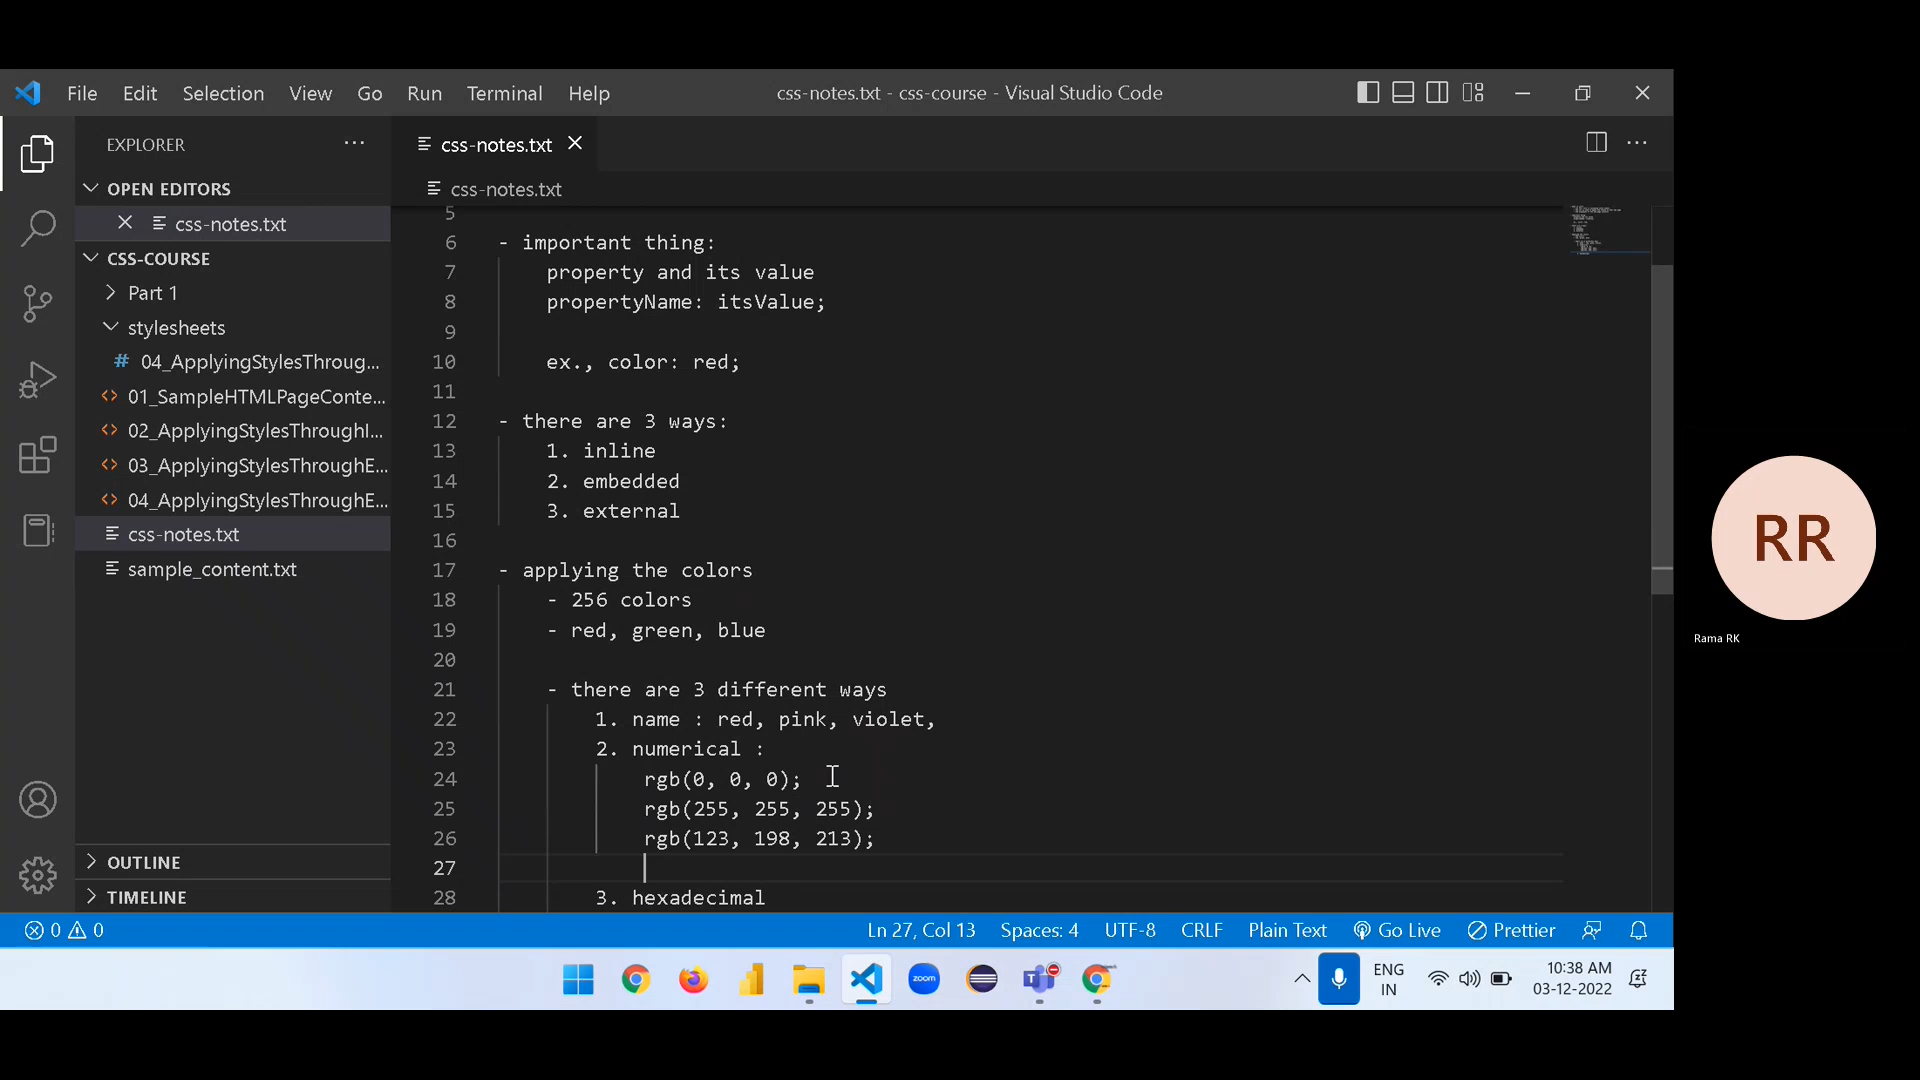 File Edit Selection View Go Run Terminal Help css-notes.txt - css-course - Visual Studio Code
EXPLORER
OPEN EDITORS
css-notes.txt
CSS-COURSE
Part 1
stylesheets
# 04_ApplyingStylesThroug...
<> 01_SampleHTMLPageConte...
<> 02_ApplyingStylesThroughI...
<> 03_ApplyingStylesThroughE...
<> 04_ApplyingStylesThroughE...
css-notes.txt
sample_content.txt
OUTLINE
TIMELINE
css-notes.txt
css-notes.txt
5
6 - important thing:
7 property and its value
8 propertyName: itsValue;
9
10 ex., color: red;
11
12 - there are 3 ways:
13 1. inline
14 2. embedded
15 3. external
16
17 - applying the colors
18 - 256 colors
19 - red, green, blue
20
21 - there are 3 different ways
22 1. name : red, pink, violet,
23 2. numerical :
24 rgb(0, 0, 0);
25 rgb(255, 255, 255);
26 rgb(123, 198, 213);
27
28 3. hexadecimal
0 0 Ln 27, Col 13 Spaces: 4 UTF-8 CRLF Plain Text Go Live Prettier
zoom
ENG
IN
10:38 AM
03-12-2022
RR
Rama RK